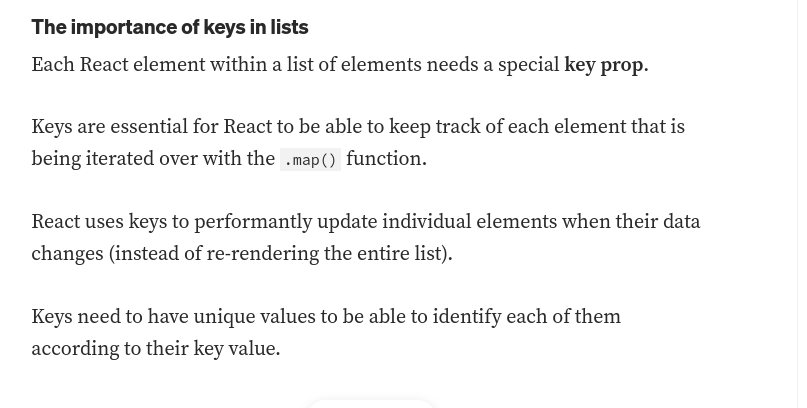 The importance of keys in lists
Each React element within a list of elements needs a special key prop.
Keys are essential for React to be able to keep track of each element that is
being iterated over with the .map() function.
React uses keys to performantly update individual elements when their data
changes (instead of re-rendering the entire list).
Keys need to have unique values to be able to identify each of them
according to their key value.